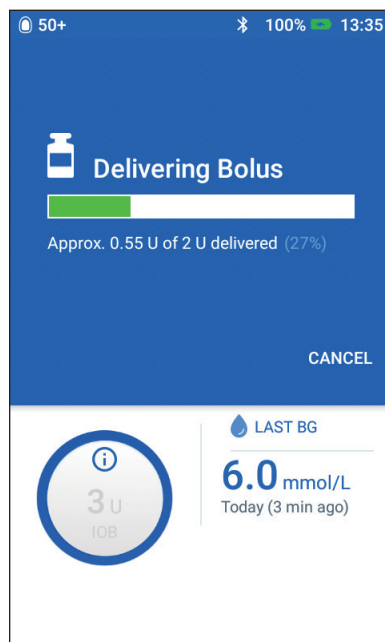 50+ 100% 13:35
Delivering Bolus
Approx. 0.55 U of 2 U delivered (27%)
CANCEL
i
3 U
IOB
LAST BG
6.0 mmol/L
Today (3 min ago)